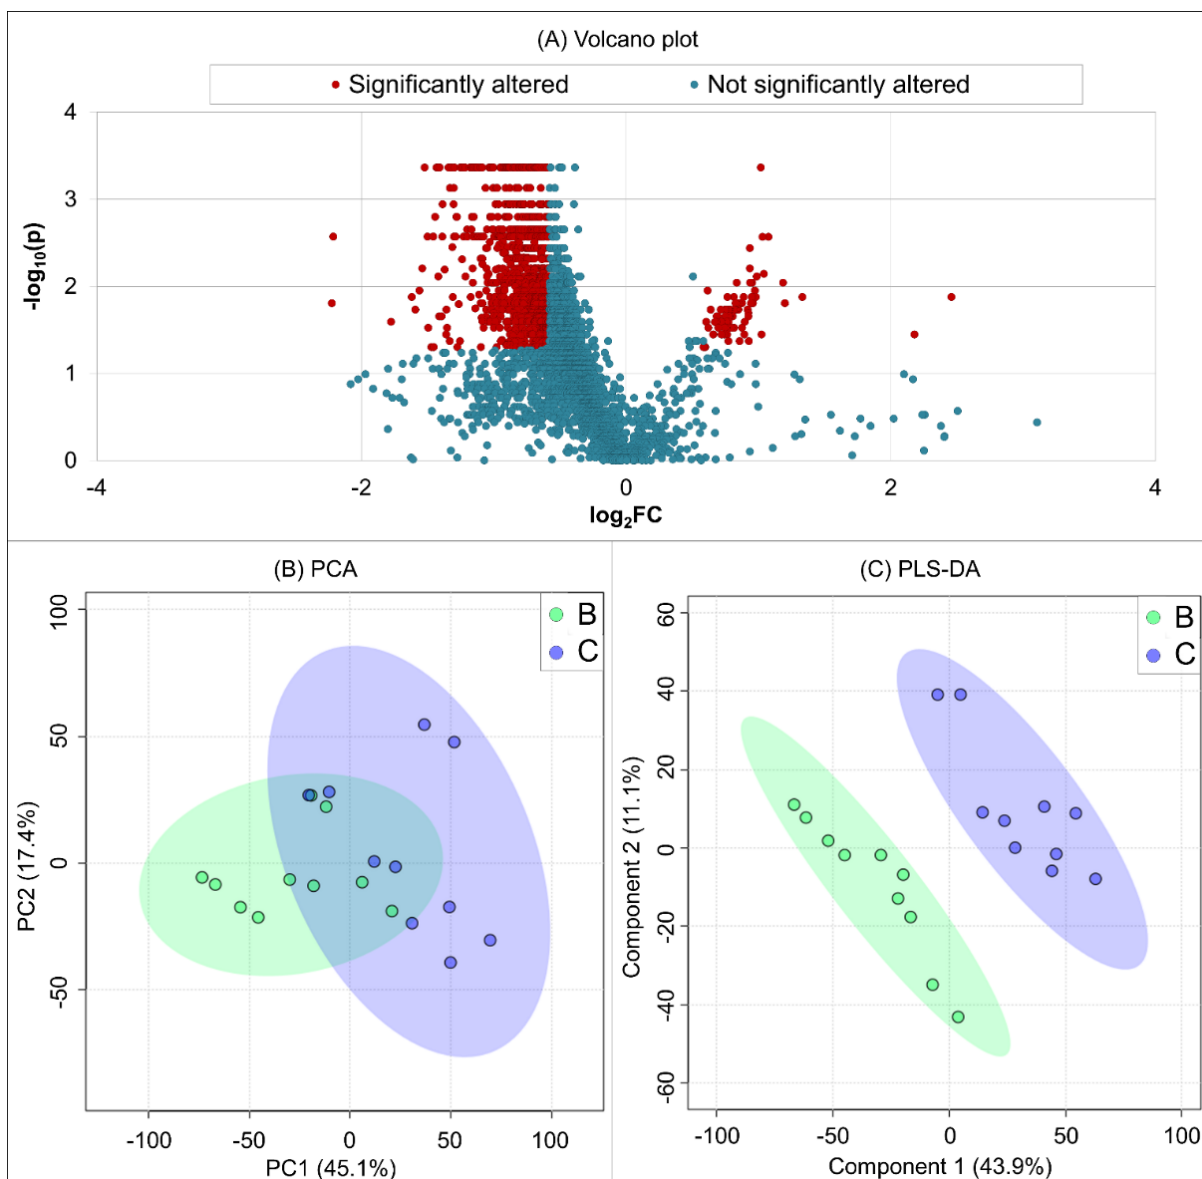 (A) Volcano plot
Significantly altered
Not significantly altered
-log₁₀(p)
4
3
2
1
0
-4
-2
0
2
4
log₂FC
(B) PCA
B
C
PC2 (17.4%)
100
50
0
-50
-100
-50
0
50
100
PC1 (45.1%)
(C) PLS-DA
B
C
Component 2 (11.1%)
60
40
20
0
-20
-40
-60
-100
-50
0
50
100
Component 1 (43.9%)